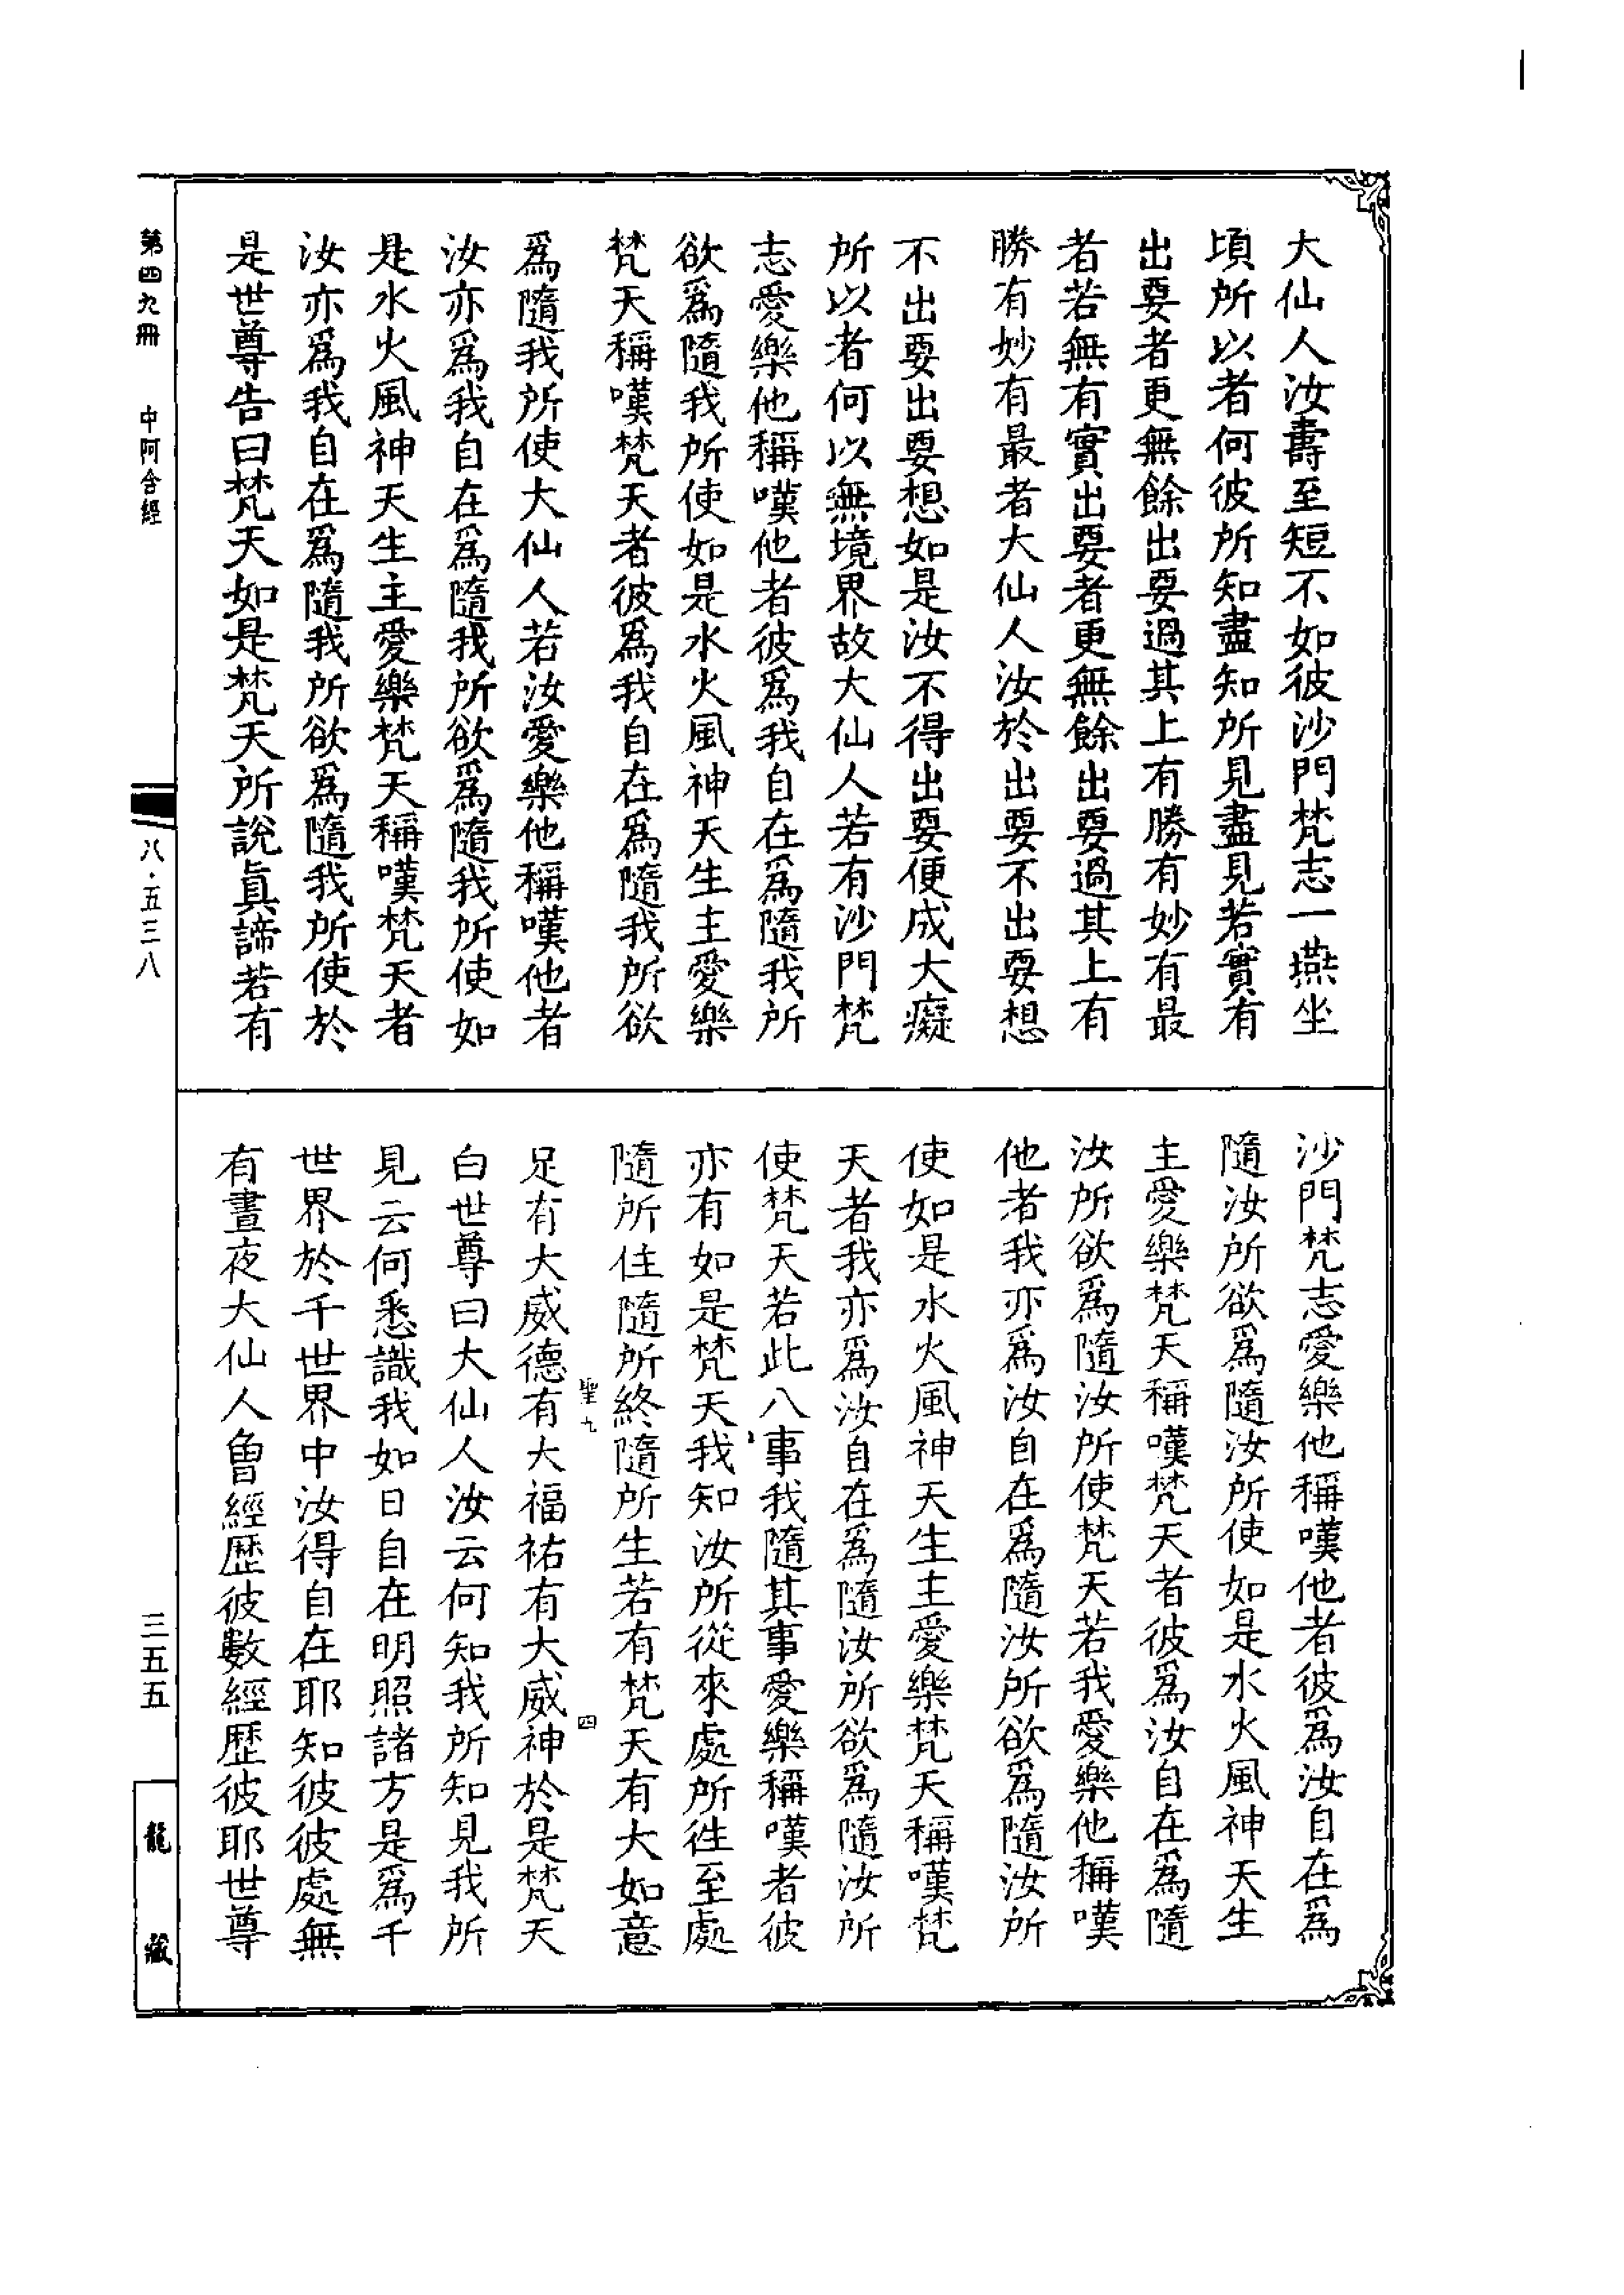 大仙人汝壽至短不如彼沙門梵志一燕坐
頃所以者何彼所知盡知所見盡見若實有
出要者更無餘出要過其上有勝有妙有最
者若無有實出要者更無餘出要過其上有
勝有妙有最者大仙人汝於出要不出要想
不出要出要想如是汝不得出要便成大癡
所以者何以無境界故大仙人若有沙門梵
志愛樂他稱嘆他者彼爲我自在爲隨我所
欲爲隨我所使如是水火風神天生主愛樂
梵天稱嘆梵天者彼爲我自在爲隨我所欲
爲隨我所使大仙人若汝愛樂他稱嘆他者
汝亦爲我自在爲隨我所欲爲隨我所使如
是水火風神天生主愛樂梵天稱嘆梵天者
汝亦爲我自在爲隨我所欲爲隨我所使於
是世尊告曰梵天如是梵天所說眞諦若有
沙門梵志愛樂他稱嘆他者彼爲汝自在爲
隨汝所欲爲隨汝所使如是水火風神天生
主愛樂梵天稱嘆梵天者彼爲汝自在爲隨
汝所欲爲隨汝所使梵天若我愛樂他稱嘆
他者我亦爲汝自在爲隨汝所欲爲隨汝所
使如是水火風神天生主愛樂梵天稱嘆梵
天者我亦爲汝自在爲隨汝所欲爲隨汝所
使梵天若此八事我隨其事愛樂稱嘆者彼
亦有如是梵天我知汝所從來處所往至處
隨所住隨所終隨所生若有梵天有大如意
聖九 四
足有大威德有大福祐有大威神於是梵天
白世尊曰大仙人汝云何知我所知見我所
見云何悉識我如日自在明照諸方是爲千
世界於千世界中汝得自在耶知彼彼處無
有晝夜大仙人曾經歷彼數經歷彼耶世尊
第四九冊 中阿含經 八·五三八 三五五 龍藏